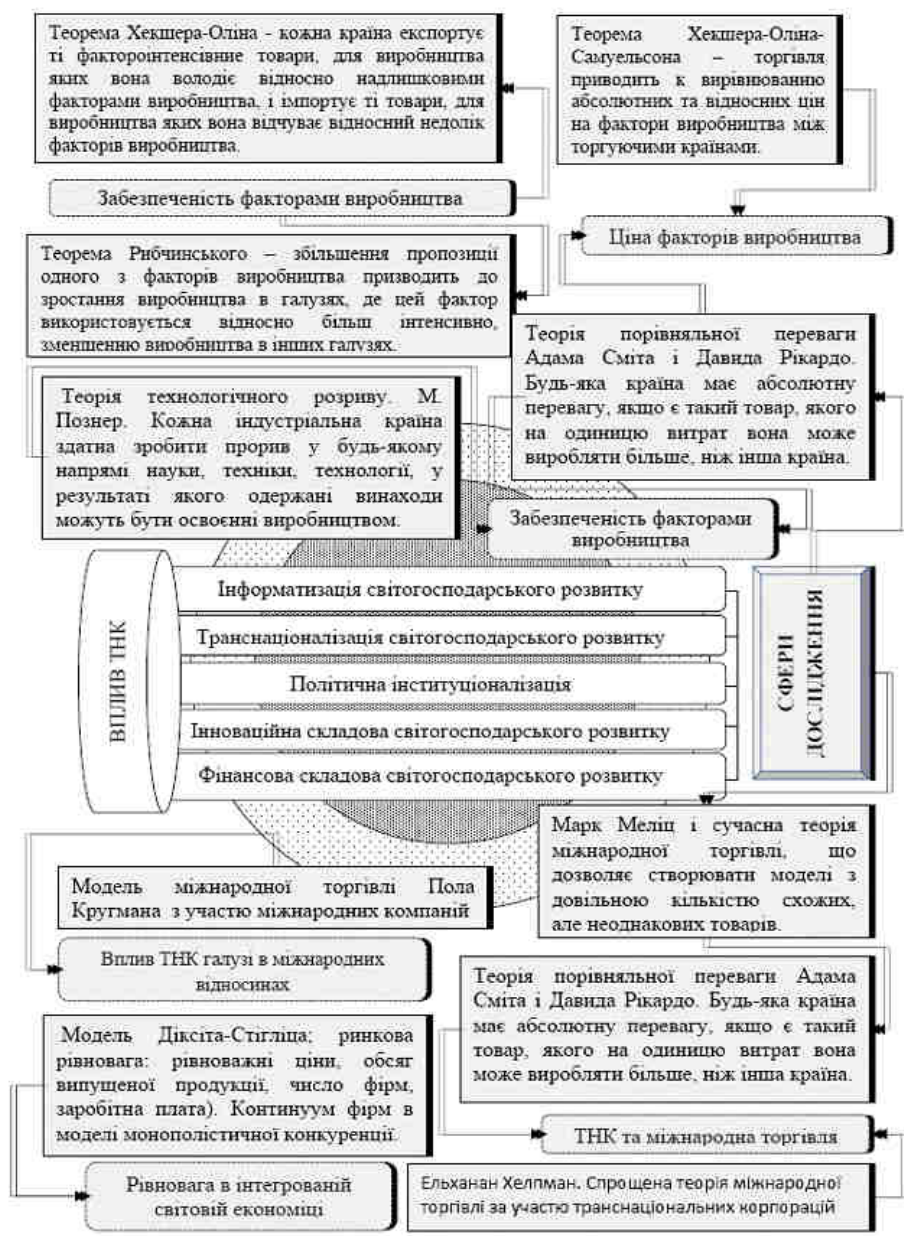 Теорема Хекшера-Оліна - кожна країна експортує
ті фактороінтенсівние товари, для виробництва
яких вона володіє відносно надлишковими
факторами виробництва, і імпортує ті товари, для
виробництва яких вона відчуває відносний недолік
факторів виробництва.
Теорема Хекшера-Оліна-
Самуельсона – торгівля
приводить к вирівнюванню
абсолютних та відносних цін
на фактори виробництва між
торгуючими країнами.
Забезпеченість факторами виробництва
Ціна факторів виробництва
Теорема Рибчинського – збільшення пропозиції
одного з факторів виробництва призводить до
зростання виробництва в галузях, де цей фактор
використовується відносно більш інтенсивно,
зменшенню виробництва в інших галузях.
Теорія порівняльної переваги
Адама Сміта і Давида Рікардо.
Будь-яка країна має абсолютну
перевагу, якщо є такий товар, якого
на одиницю витрат вона може
виробляти більше, ніж інша країна.
Теорія технологічного розриву. М.
Познер. Кожна індустріальна країна
здатна зробити прорив у будь-якому
напрямі науки, техніки, технології, у
результаті якого одержані винаходи
можуть бути освоєнні виробництвом.
Забезпеченість факторами
виробництва
ВПЛИВ ТНК
Інформатизація світогосподарського розвитку
Транснаціоналізація світогосподарського розвитку
Політична інституціоналізація
Інноваційна складова світогосподарського розвитку
Фінансова складова світогосподарського розвитку
СФЕРИ
ДОСЛІДЖЕННЯ
Марк Меліц і сучасна теорія
міжнародної торгівлі, що
дозволяє створювати моделі з
довільною кількістю схожих,
але неоднакових товарів.
Модель міжнародної торгівлі Пола
Кругмана з участю міжнародних компаній
Вплив ТНК галузі в міжнародних
відносинах
Теорія порівняльної переваги Адама
Сміта і Давида Рікардо. Будь-яка країна
має абсолютну перевагу, якщо є такий
товар, якого на одиницю витрат вона
може виробляти більше, ніж інша країна.
Модель Діксіта-Стігліца; ринкова
рівновага: рівноважні ціни, обсяг
випущеної продукції, число фірм,
заробітна плата). Континуум фірм в
моделі монополістичної конкуренції.
ТНК та міжнародна торгівля
Рівновага в інтегрованій
світовій економіці
Ельханан Хелпман. Спрощена теорія міжнародної
торгівлі за участю транснаціональних корпорацій